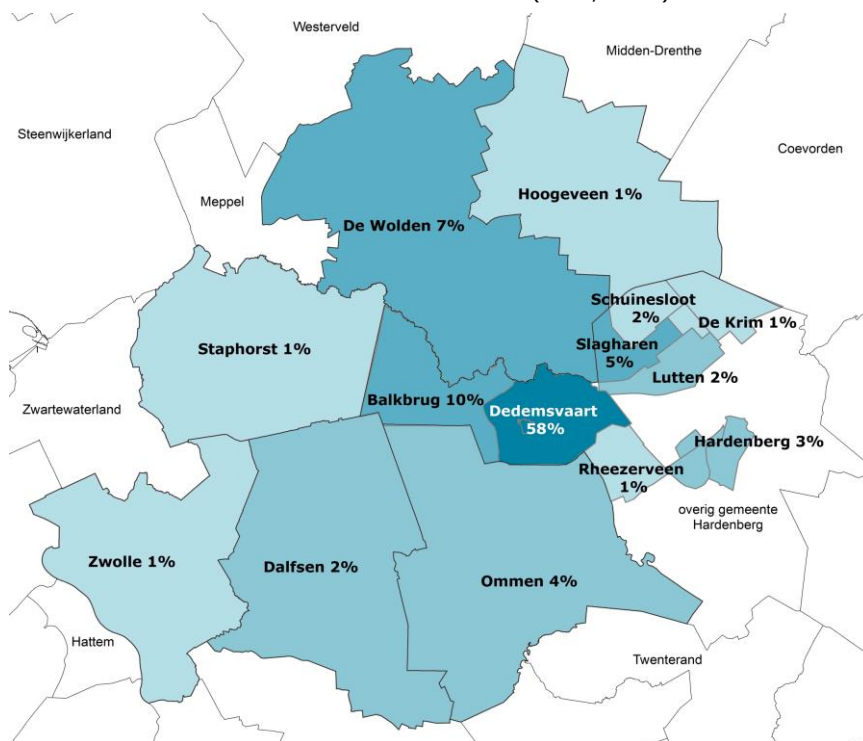 Westerveld
Midden-Drenthe
Steenwijkerland
Coevorden
Meppel
Hoogeveen 1%
De Wolden 7%
Schuinesloot
2%
De Krim 1%
Slagharen
5%
Staphorst 1%
Lutten 2%
Zwartewaterland
Balkbrug 10%
Dedemsvaart
58%
Hardenberg 3%
Rheezerveen
1%
overig gemeente
Hardenberg
Zwolle 1%
Dalfsen 2%
Ommen 4%
Hattem
Twenterand